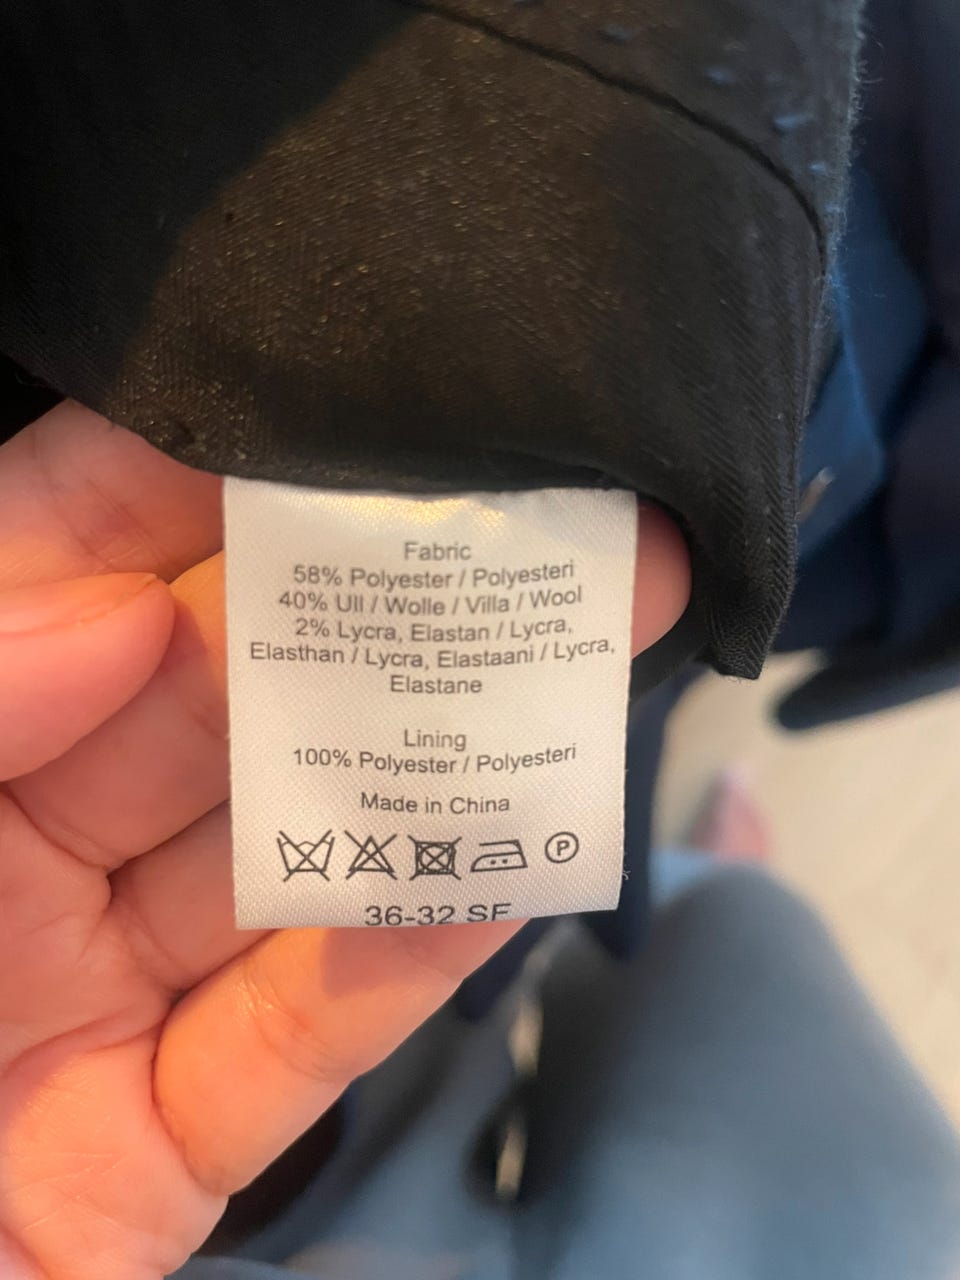 Fabric
58% Polyester / Polyesteri
40% Ull / Wolle / Villa / Wool
2% Lycra, Elastan / Lycra,
Elasthan / Lycra, Elastaani / Lycra,
Elastane
Lining
100% Polyester / Polyesteri
Made in China
P
36-32 SF